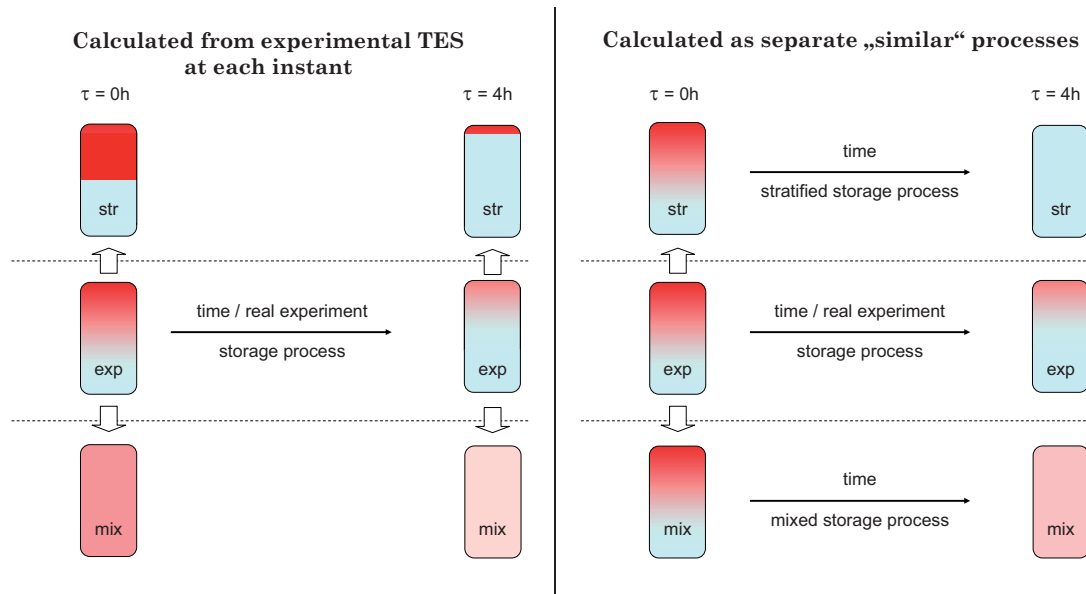 Calculated from experimental TES
at each instant
τ = 0h
τ = 4h
str
str
exp
time / real experiment
storage process
exp
mix
mix
Calculated as separate „similar“ processes
τ = 0h
τ = 4h
str
time
stratified storage process
str
exp
time / real experiment
storage process
exp
mix
time
mixed storage process
mix